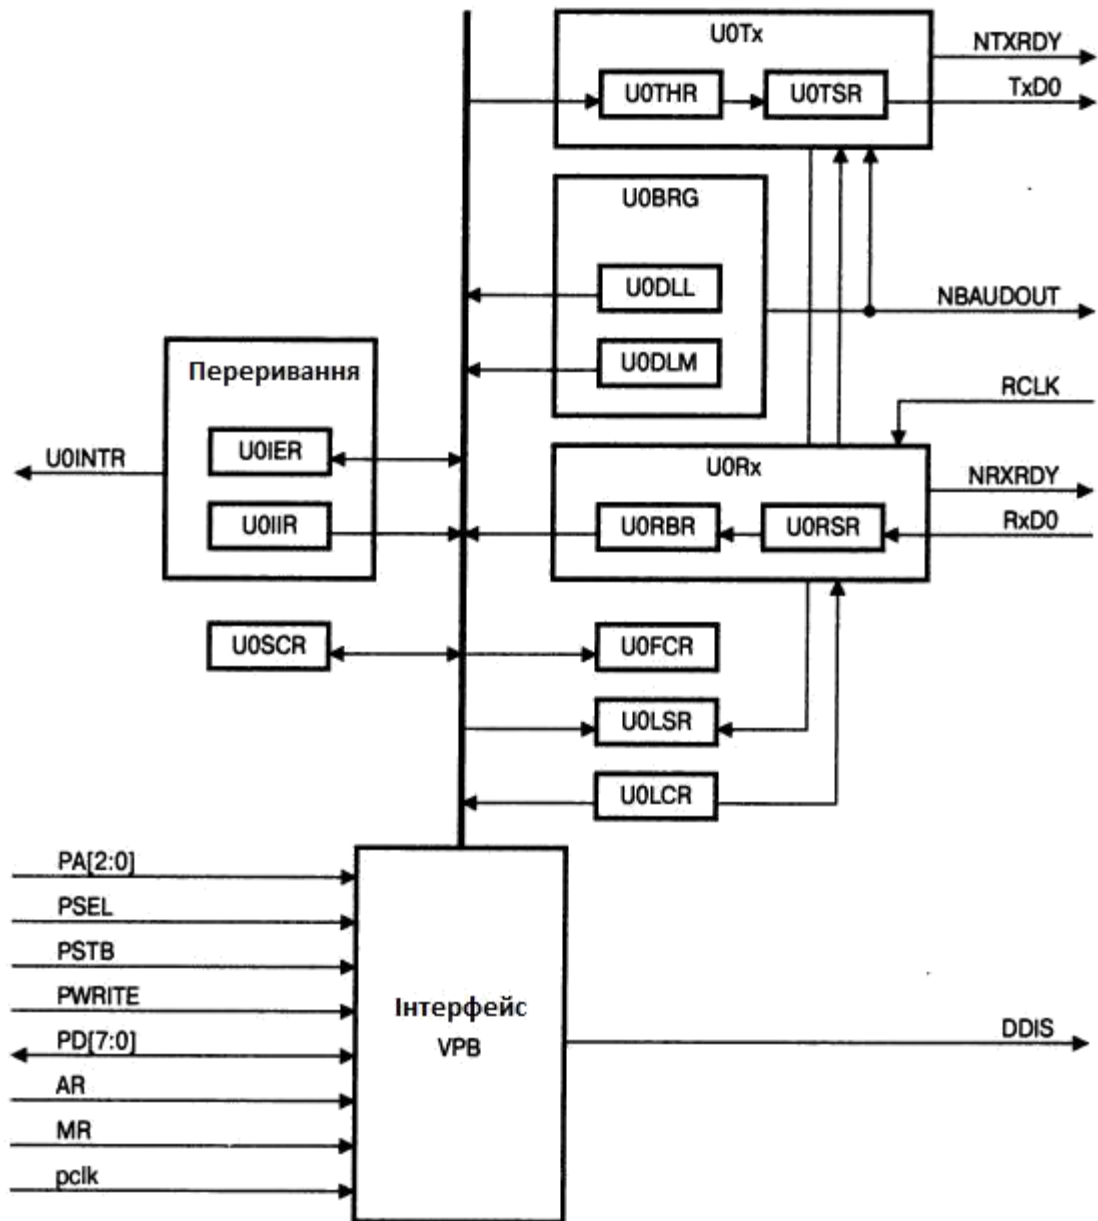 U0Tx
NTXRDY
U0THR
U0TSR
TxD0
U0BRG
U0DLL
NBAUDOUT
U0DLM
Переривання
RCLK
U0IER
U0INTR
U0Rx
NRXRDY
U0IIR
U0RBR
U0RSR
RxD0
U0SCR
U0FCR
U0LSR
U0LCR
PA[2:0]
PSEL
PSTB
PWRITE
PD[7:0]
AR
MR
pclk
Інтерфейс
VPB
DDIS